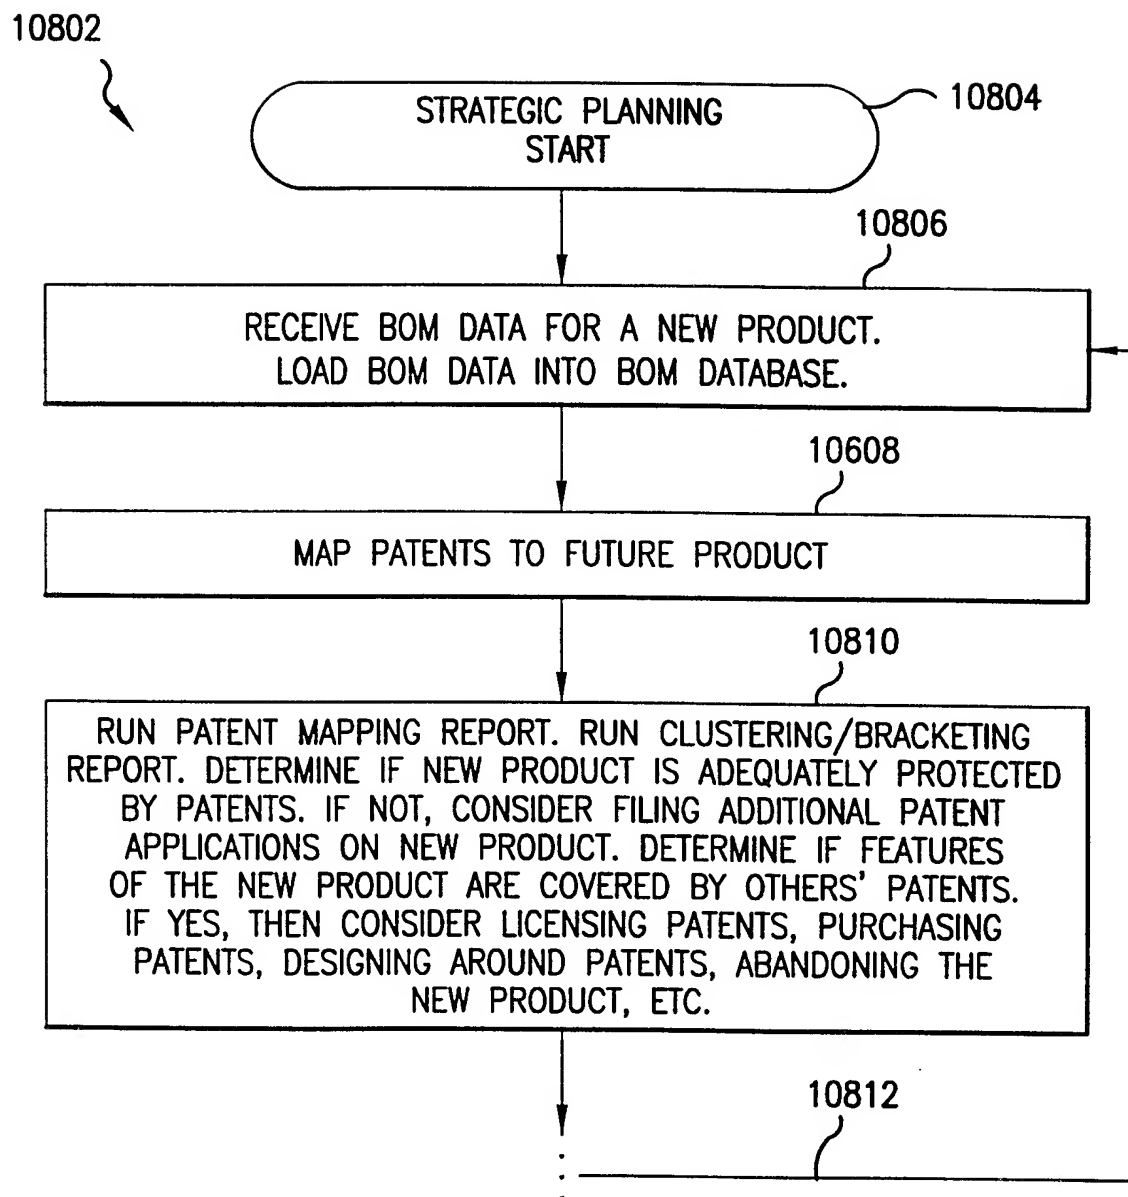 10802
STRATEGIC PLANNING
START
10804
10806
RECEIVE BOM DATA FOR A NEW PRODUCT.
LOAD BOM DATA INTO BOM DATABASE.
10608
MAP PATENTS TO FUTURE PRODUCT
10810
RUN PATENT MAPPING REPORT. RUN CLUSTERING/BRACKETING
REPORT. DETERMINE IF NEW PRODUCT IS ADEQUATELY PROTECTED
BY PATENTS. IF NOT, CONSIDER FILING ADDITIONAL PATENT
APPLICATIONS ON NEW PRODUCT. DETERMINE IF FEATURES
OF THE NEW PRODUCT ARE COVERED BY OTHERS' PATENTS.
IF YES, THEN CONSIDER LICENSING PATENTS, PURCHASING
PATENTS, DESIGNING AROUND PATENTS, ABANDONING THE
NEW PRODUCT, ETC.
10812